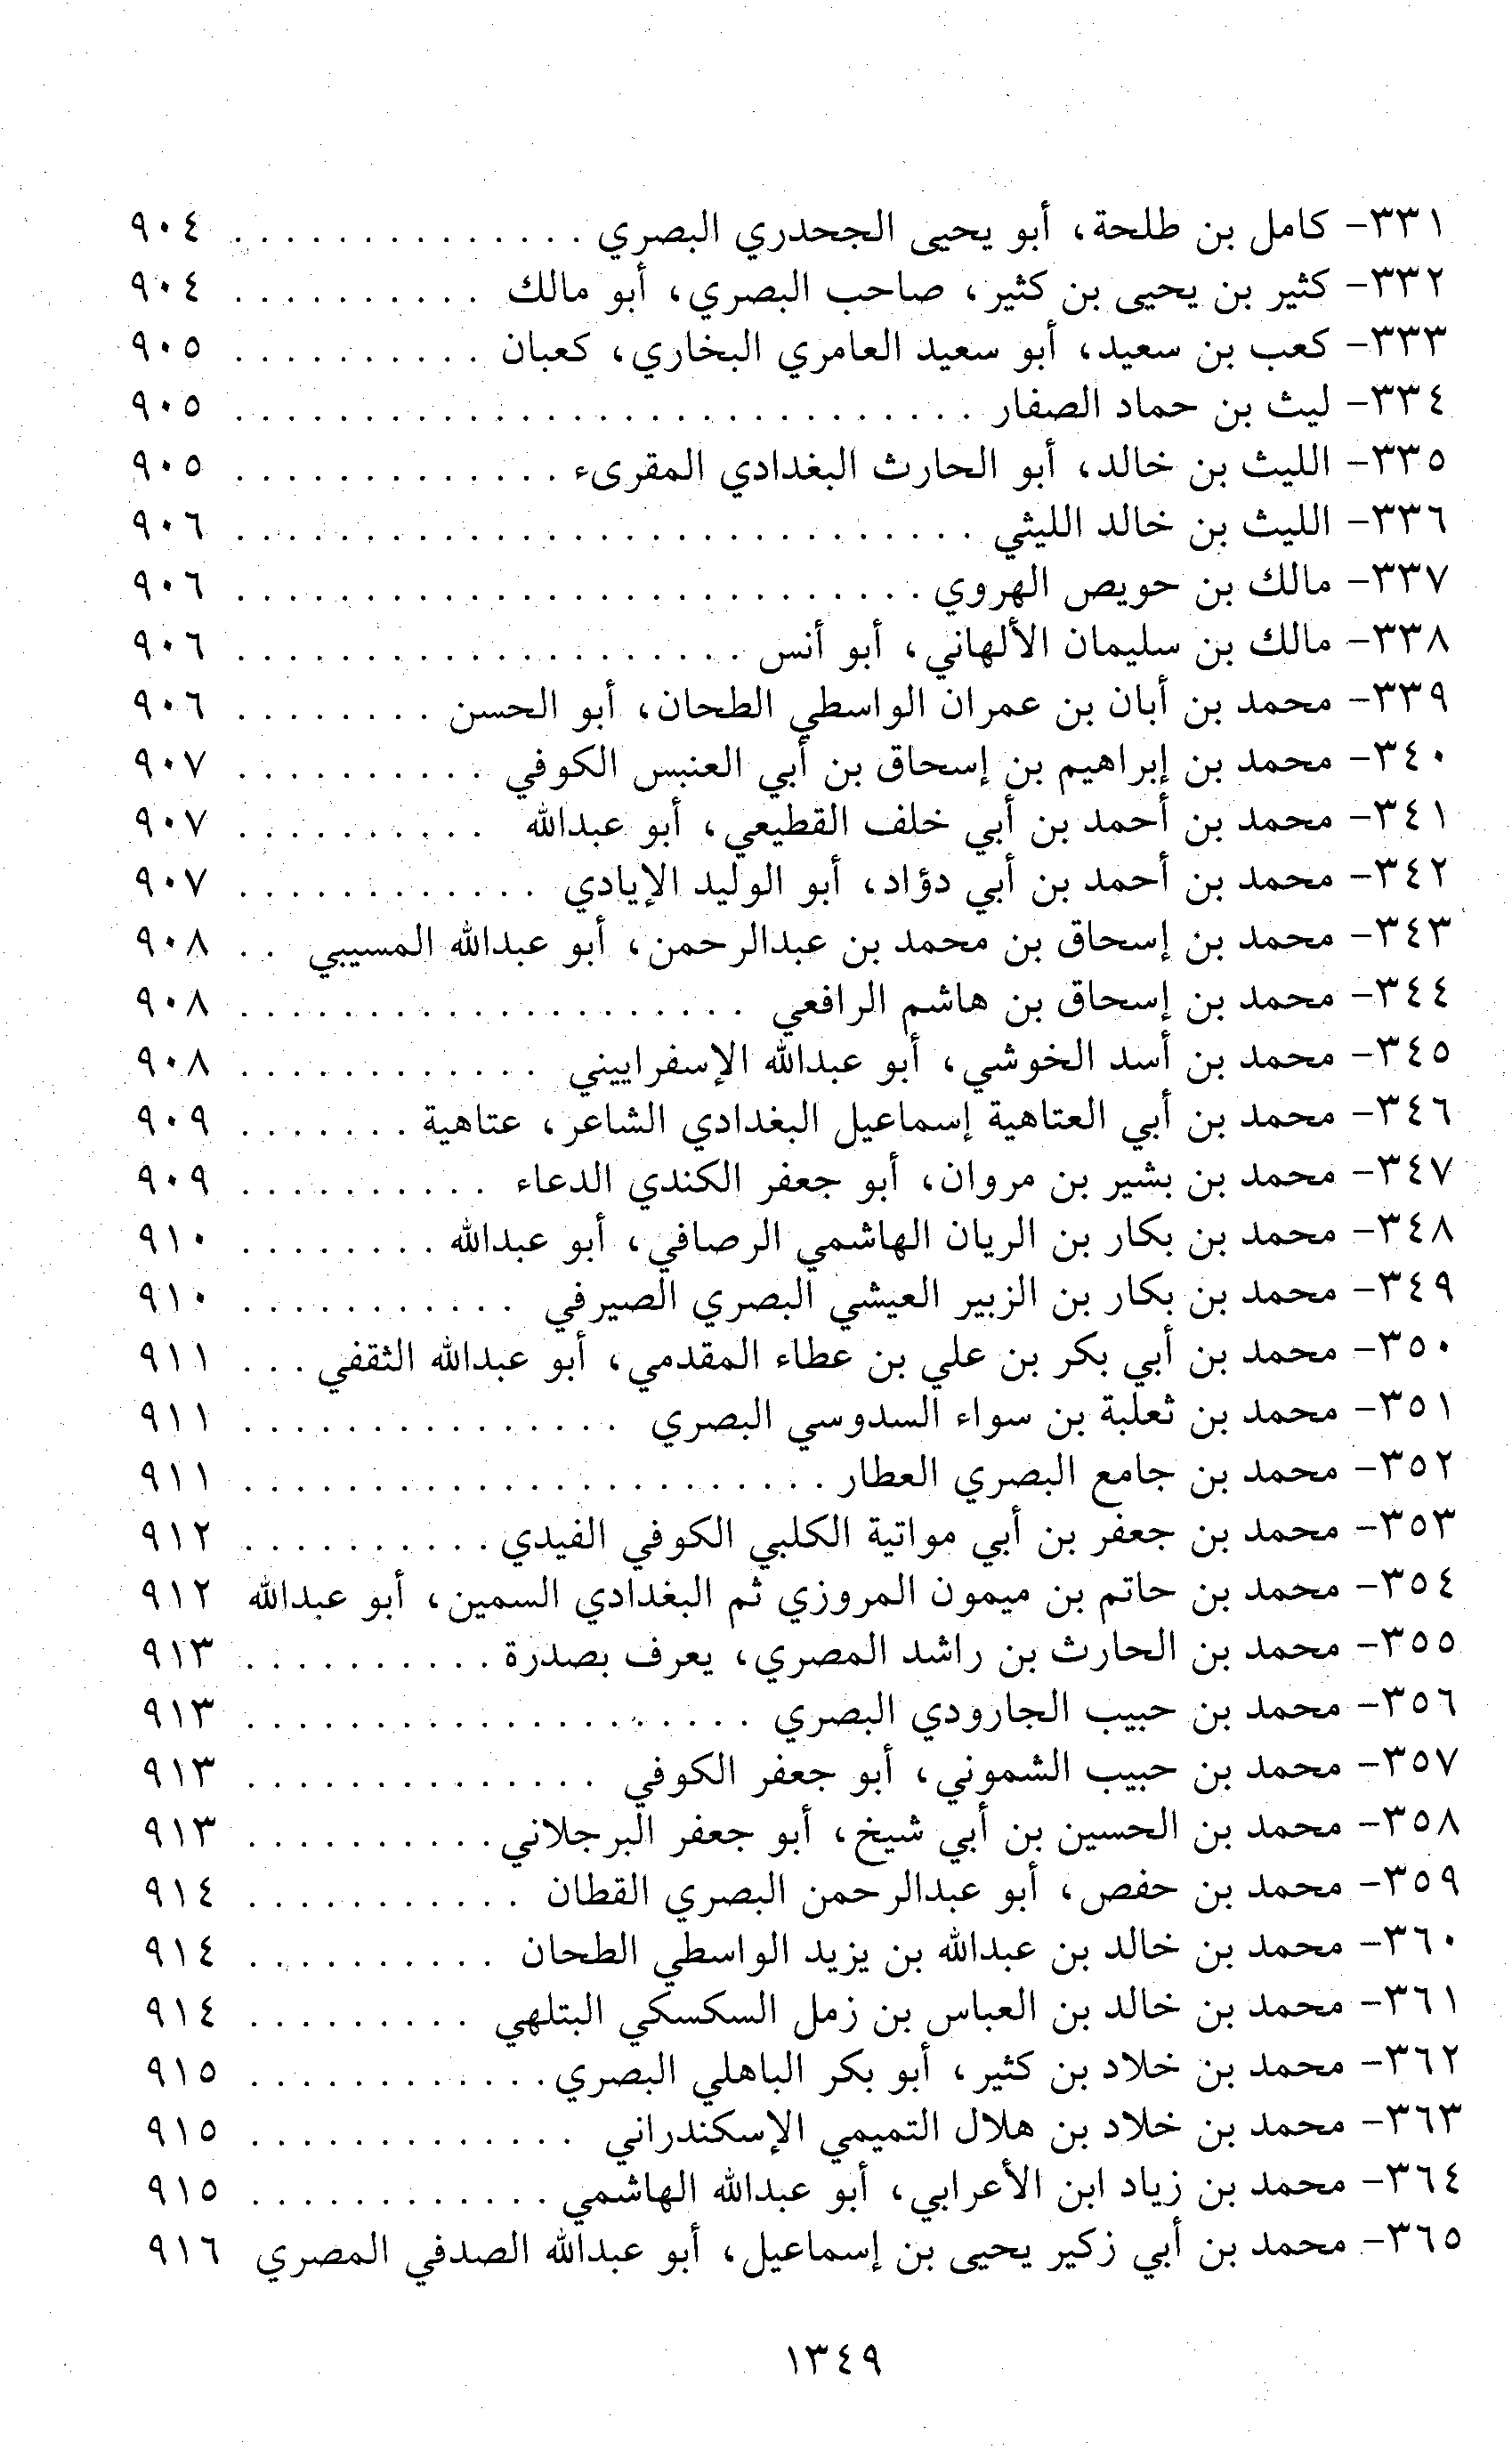 ٣٣١- كامل بن طلحة، أبو يحيى الجحدري البصري . . . . . . . . . . . . . . ٩٠٤
٣٣٢- كثير بن يحيى بن كثير، صاحب البصري، أبو مالك . . . . . . . . . . ٩٠٤
٣٣٣- كعب بن سعيد، أبو سعيد العامري البخاري، كعبان . . . . . . . . . . ٩٠٥
٣٣٤- ليث بن حماد الصفار . . . . . . . . . . . . . . . . . . . . . . . . . . . . . ٩٠٥
٣٣٥- الليث بن خالد، أبو الحارث البغدادي المقرىء . . . . . . . . . . . . . ٩٠٥
٣٣٦- الليث بن خالد الليثي . . . . . . . . . . . . . . . . . . . . . . . . . . . . . ٩٠٦
٣٣٧- مالك بن حويص الهروي . . . . . . . . . . . . . . . . . . . . . . . . . . . ٩٠٦
٣٣٨- مالك بن سليمان الألهاني، أبو أنس . . . . . . . . . . . . . . . . . . . . ٩٠٦
٣٣٩- محمد بن أبان بن عمران الواسطي الطحان، أبو الحسن . . . . . . . . ٩٠٦
٣٤٠- محمد بن إبراهيم بن إسحاق بن أبي العنبس الكوفي . . . . . . . . . . ٩٠٧
٣٤١- محمد بن أحمد بن أبي خلف القطيعي، أبو عبدالله . . . . . . . . . . ٩٠٧
٣٤٢- محمد بن أحمد بن أبي دؤاد، أبو الوليد الإيادي . . . . . . . . . . . . ٩٠٧
٣٤٣- محمد بن إسحاق بن محمد بن عبدالرحمن، أبو عبدالله المسيبي . . ٩٠٨
٣٤٤- محمد بن إسحاق بن هاشم الرافعي . . . . . . . . . . . . . . . . . . . . ٩٠٨
٣٤٥- محمد بن أسد الخوشي، أبو عبدالله الإسفراييني . . . . . . . . . . . . ٩٠٨
٣٤٦- محمد بن أبي العتاهية إسماعيل البغدادي الشاعر، عتاهية . . . . . . . ٩٠٩
٣٤٧- محمد بن بشير بن مروان، أبو جعفر الكندي الدعاء . . . . . . . . . . ٩٠٩
٣٤٨- محمد بن بكار بن الريان الهاشمي الرصافي، أبو عبدالله . . . . . . . . ٩١٠
٣٤٩- محمد بن بكار بن الزبير العيشي البصري الصيرفي . . . . . . . . . . . ٩١٠
٣٥٠- محمد بن أبي بكر بن علي بن عطاء المقدمي، أبو عبدالله الثقفي . . . ٩١١
٣٥١- محمد بن ثعلبة بن سواء السدوسي البصري . . . . . . . . . . . . . . . ٩١١
٣٥٢- محمد بن جامع البصري العطار . . . . . . . . . . . . . . . . . . . . . . . ٩١١
٣٥٣- محمد بن جعفر بن أبي مواتية الكلبي الكوفي الفيدي . . . . . . . . . . ٩١٢
٣٥٤- محمد بن حاتم بن ميمون المروزي ثم البغدادي السمين، أبو عبدالله ٩١٢
٣٥٥- محمد بن الحارث بن راشد المصري، يعرف بصدرة . . . . . . . . . . ٩١٣
٣٥٦- محمد بن حبيب الجارودي البصري . . . . . . . . . . . . . . . . . . . . ٩١٣
٣٥٧- محمد بن حبيب الشموني، أبو جعفر الكوفي . . . . . . . . . . . . . . ٩١٣
٣٥٨- محمد بن الحسين بن أبي شيخ، أبو جعفر البرجلاني . . . . . . . . . . ٩١٣
٣٥٩- محمد بن حفص، أبو عبدالرحمن البصري القطان . . . . . . . . . . . ٩١٤
٣٦٠- محمد بن خالد بن عبدالله بن يزيد الواسطي الطحان . . . . . . . . . . ٩١٤
٣٦١- محمد بن خالد بن العباس بن زمل السكسكي البتلهي . . . . . . . . . ٩١٤
٣٦٢- محمد بن خلاد بن كثير، أبو بكر الباهلي البصري . . . . . . . . . . . . ٩١٥
٣٦٣- محمد بن خلاد بن هلال التميمي الإسكندراني . . . . . . . . . . . . . ٩١٥
٣٦٤- محمد بن زياد ابن الأعرابي، أبو عبدالله الهاشمي . . . . . . . . . . . . ٩١٥
٣٦٥- محمد بن أبي زكير يحيى بن إسماعيل، أبو عبدالله الصدفي المصري ٩١٦
١٣٤٩